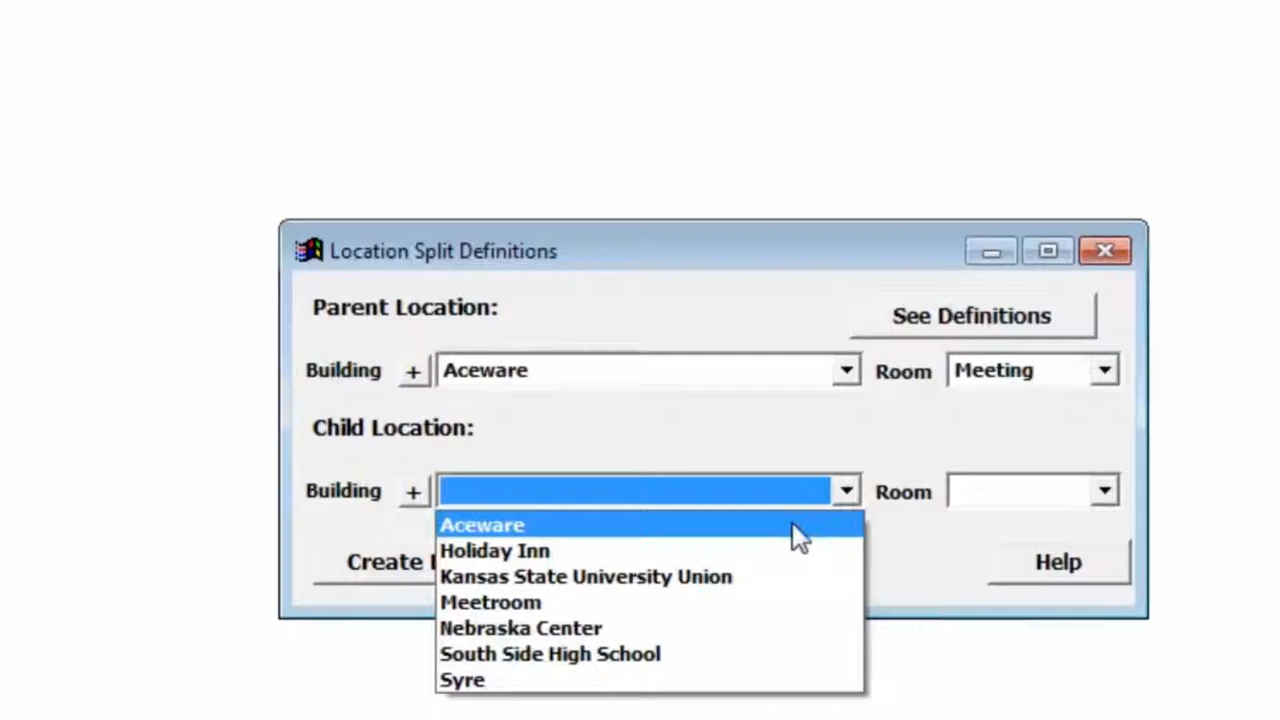 Location Split Definitions
Parent Location:
See Definitions
Building + Aceware Room Meeting
Child Location:
Building + Room
Aceware
Holiday Inn
Create
Help
Kansas State University Union
Meetroom
Nebraska Center
South Side High School
Syre